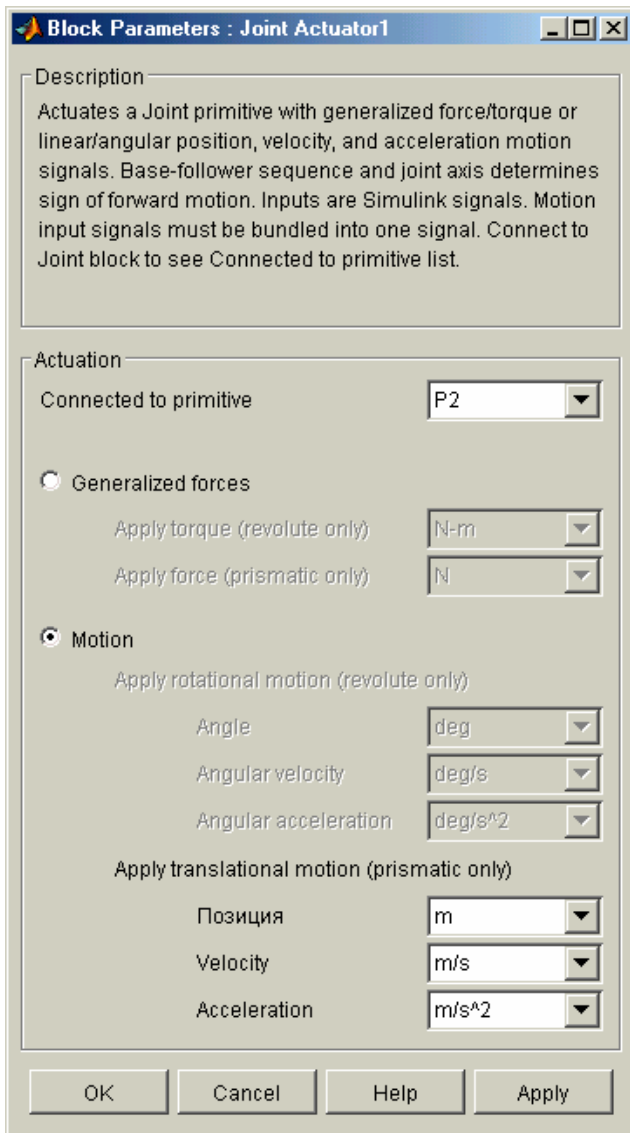 Block Parameters : Joint Actuator1
Description
Actuates a Joint primitive with generalized force/torque or
linear/angular position, velocity, and acceleration motion
signals. Base-follower sequence and joint axis determines
sign of forward motion. Inputs are Simulink signals. Motion
input signals must be bundled into one signal. Connect to
Joint block to see Connected to primitive list.
Actuation
Connected to primitive P2
Generalized forces
Apply torque (revolute only) N-m
Apply force (prismatic only) N
Motion
Apply rotational motion (revolute only)
Angle deg
Angular velocity deg/s
Angular acceleration deg/s^2
Apply translational motion (prismatic only)
Позиция m
Velocity m/s
Acceleration m/s^2
OK Cancel Help Apply